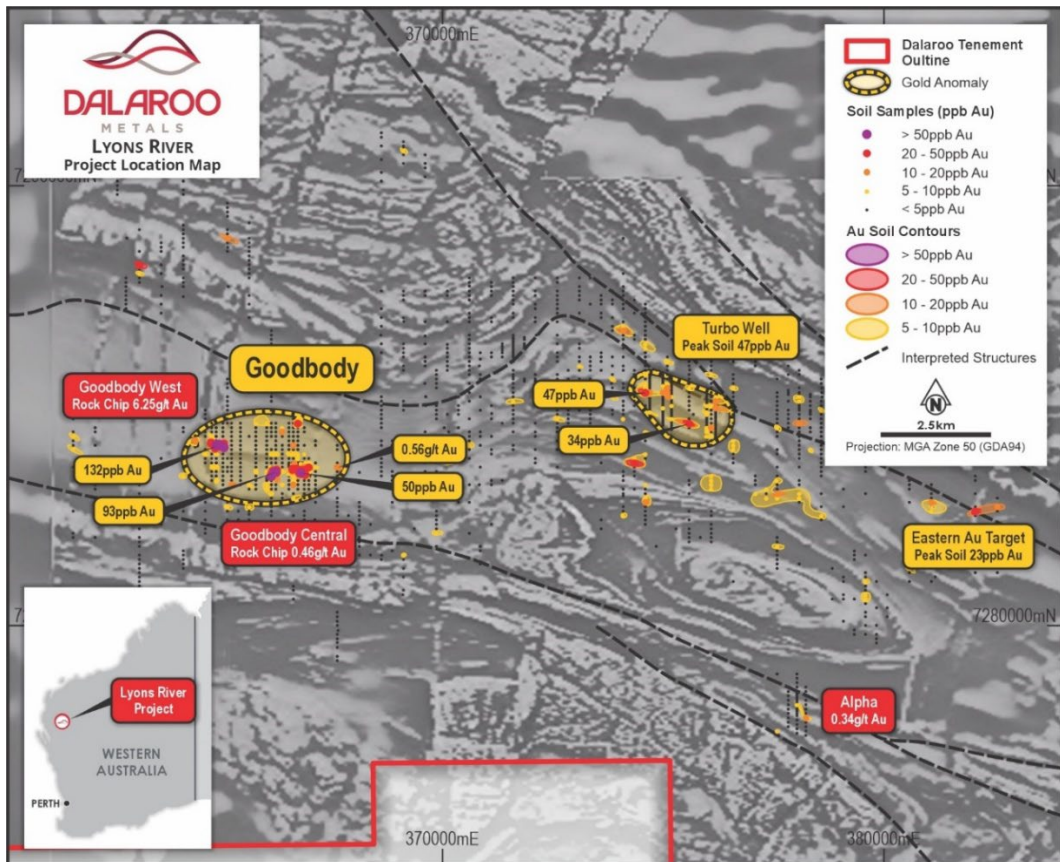 DALAROO
METALS
LYONS RIVER
Project Location Map
370000mE
Dalaroo Tenement
Oultine
Gold Anomaly
Soil Samples (ppb Au)
> 50ppb Au
20 - 50ppb Au
10 - 20ppb Au
5 - 10ppb Au
< 5ppb Au
Au Soil Contours
> 50ppb Au
20 - 50ppb Au
10 - 20ppb Au
5 - 10ppb Au
Interpreted Structures
N
2.5km
Projection: MGA Zone 50 (GDA94)
Turbo Well
Peak Soil 47ppb Au
Goodbody
Goodbody West
Rock Chip 6.25g/t Au
47ppb Au
34ppb Au
0.56g/t Au
132ppb Au
50ppb Au
93ppb Au
Goodbody Central
Rock Chip 0.46g/t Au
Eastern Au Target
Peak Soil 23ppb Au
7280000mN
Lyons River
Project
WESTERN
AUSTRALIA
PERTH
Alpha
0.34g/t Au
370000mE
380000mE